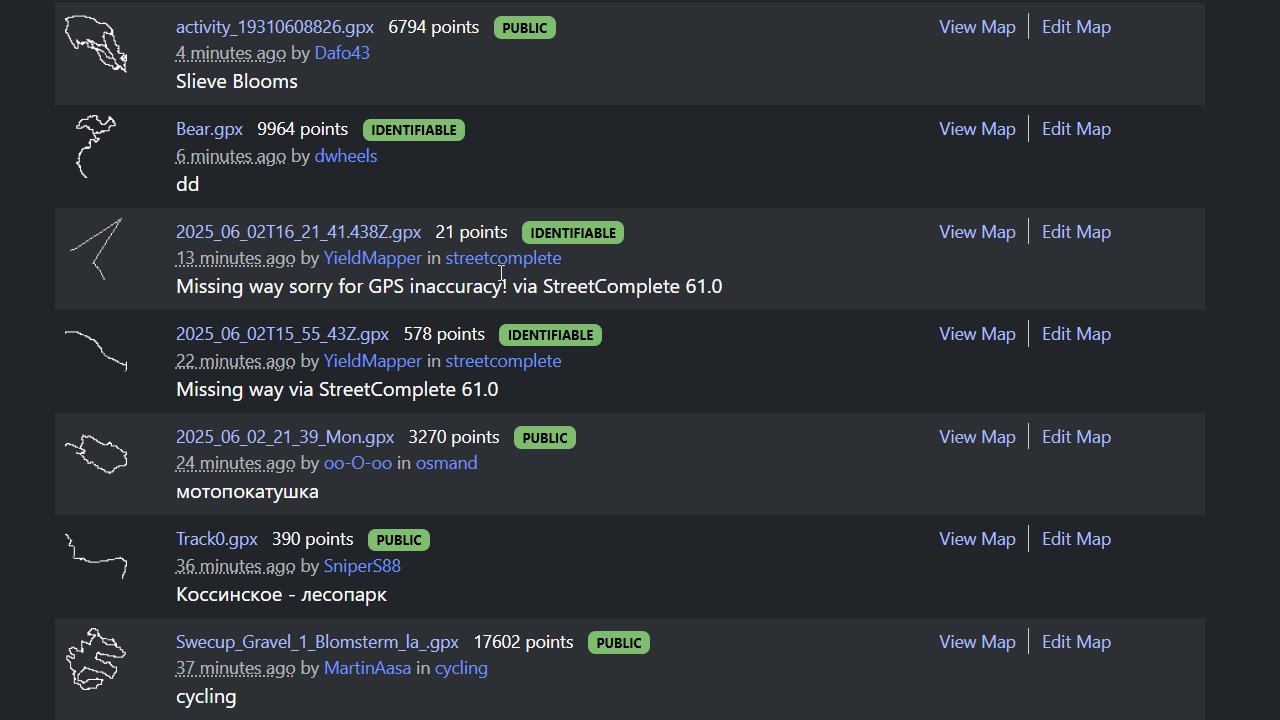 activity_19310608826.gpx 6794 points PUBLIC View Map Edit Map
4 minutes ago by Dafo43
Slieve Blooms
Bear.gpx 9964 points IDENTIFIABLE View Map Edit Map
6 minutes ago by dwheels
dd
2025_06_02T16_21_41.438Z.gpx 21 points IDENTIFIABLE View Map Edit Map
13 minutes ago by YieldMapper in streetcomplete
Missing way sorry for GPS inaccuracy! via StreetComplete 61.0
2025_06_02T15_55_43Z.gpx 578 points IDENTIFIABLE View Map Edit Map
22 minutes ago by YieldMapper in streetcomplete
Missing way via StreetComplete 61.0
2025_06_02_21_39_Mon.gpx 3270 points PUBLIC View Map Edit Map
24 minutes ago by oo-O-oo in osmand
мотопокатушка
Track0.gpx 390 points PUBLIC View Map Edit Map
36 minutes ago by SniperS88
Коссинское - лесопарк
Swecup_Gravel_1_Blomsterm_la_.gpx 17602 points PUBLIC View Map Edit Map
37 minutes ago by MartinAasa in cycling
cycling